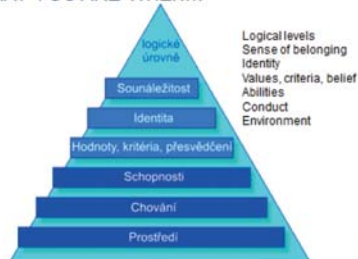 logické
úrovně
Sounáležitost
Identita
Hodnoty, kritéria, přesvědčení
Schopnosti
Chování
Prostředí
Logical levels
Sense of belonging
Identity
Values, criteria, belief
Abilities
Conduct
Environment